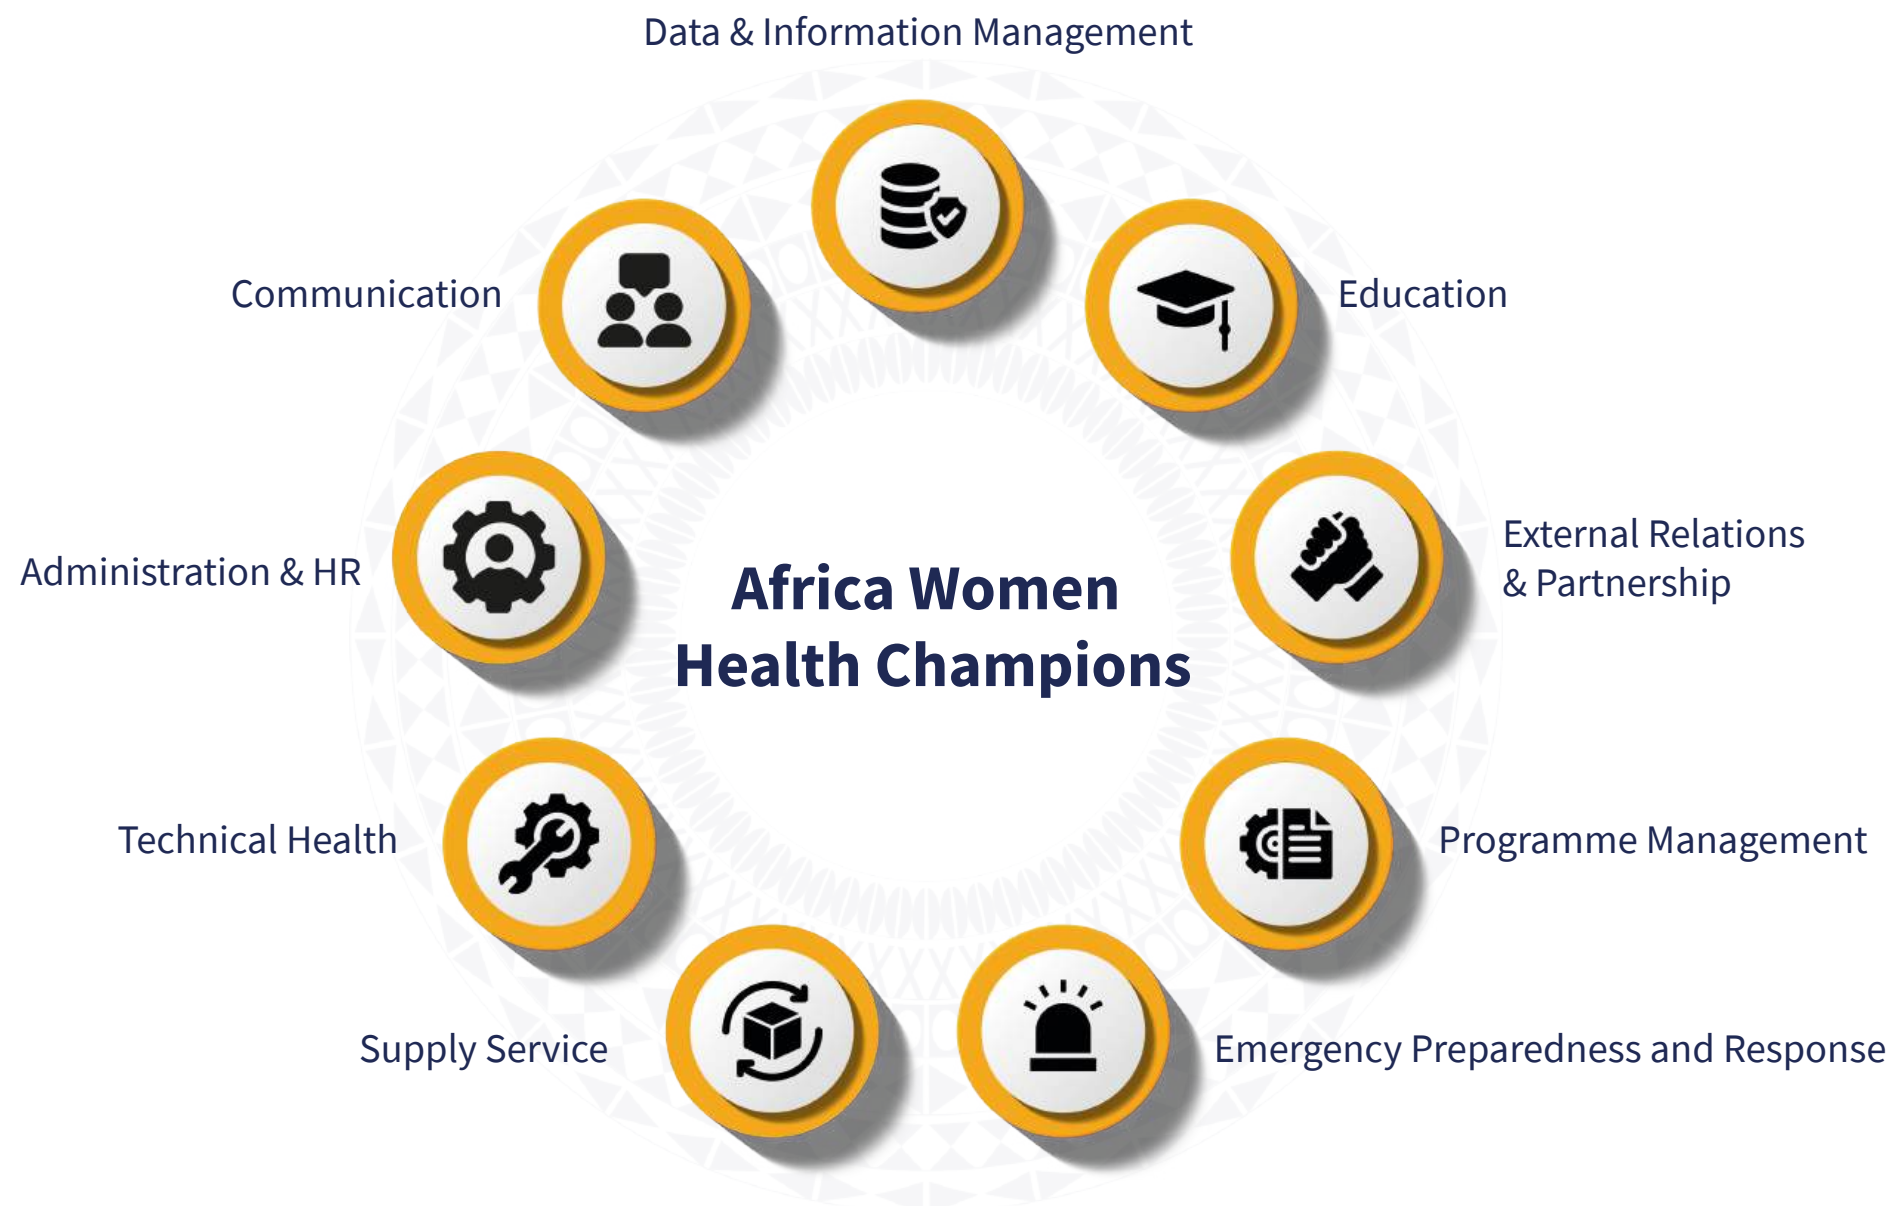 Data & Information Management
Communication
Education
Administration & HR
External Relations
& Partnership
Africa Women
Health Champions
Technical Health
Programme Management
Supply Service
Emergency Preparedness and Response